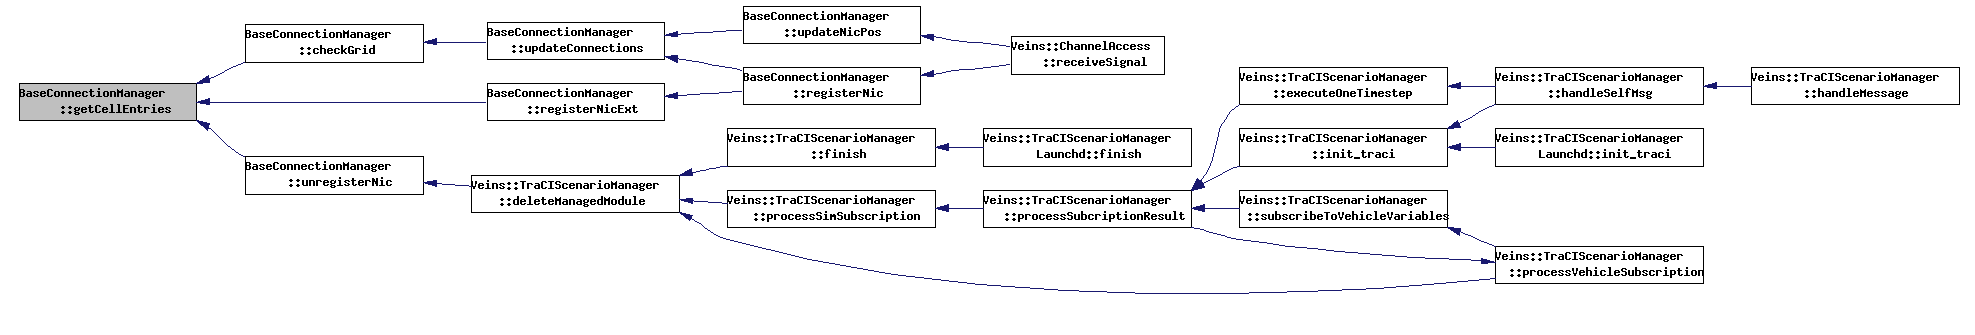 BaseConnectionManager
::getCellEntries
BaseConnectionManager
::checkGrid
BaseConnectionManager
::registerNicExt
BaseConnectionManager
::unregisterNic
BaseConnectionManager
::updateConnections
Veins::TraCIScenarioManager
::deleteManagedModule
BaseConnectionManager
::updateNicPos
BaseConnectionManager
::registerNic
Veins::TraCIScenarioManager
::finish
Veins::TraCIScenarioManager
::processSimSubscription
Veins::ChannelAccess
::receiveSignal
Veins::TraCIScenarioManager
Launchd::finish
Veins::TraCIScenarioManager
::processSubcriptionResult
Veins::TraCIScenarioManager
::executeOneTimestep
Veins::TraCIScenarioManager
::init_traci
Veins::TraCIScenarioManager
::subscribeToVehicleVariables
Veins::TraCIScenarioManager
::handleSelfMsg
Veins::TraCIScenarioManager
Launchd::init_traci
Veins::TraCIScenarioManager
::processVehicleSubscription
Veins::TraCIScenarioManager
::handleMessage